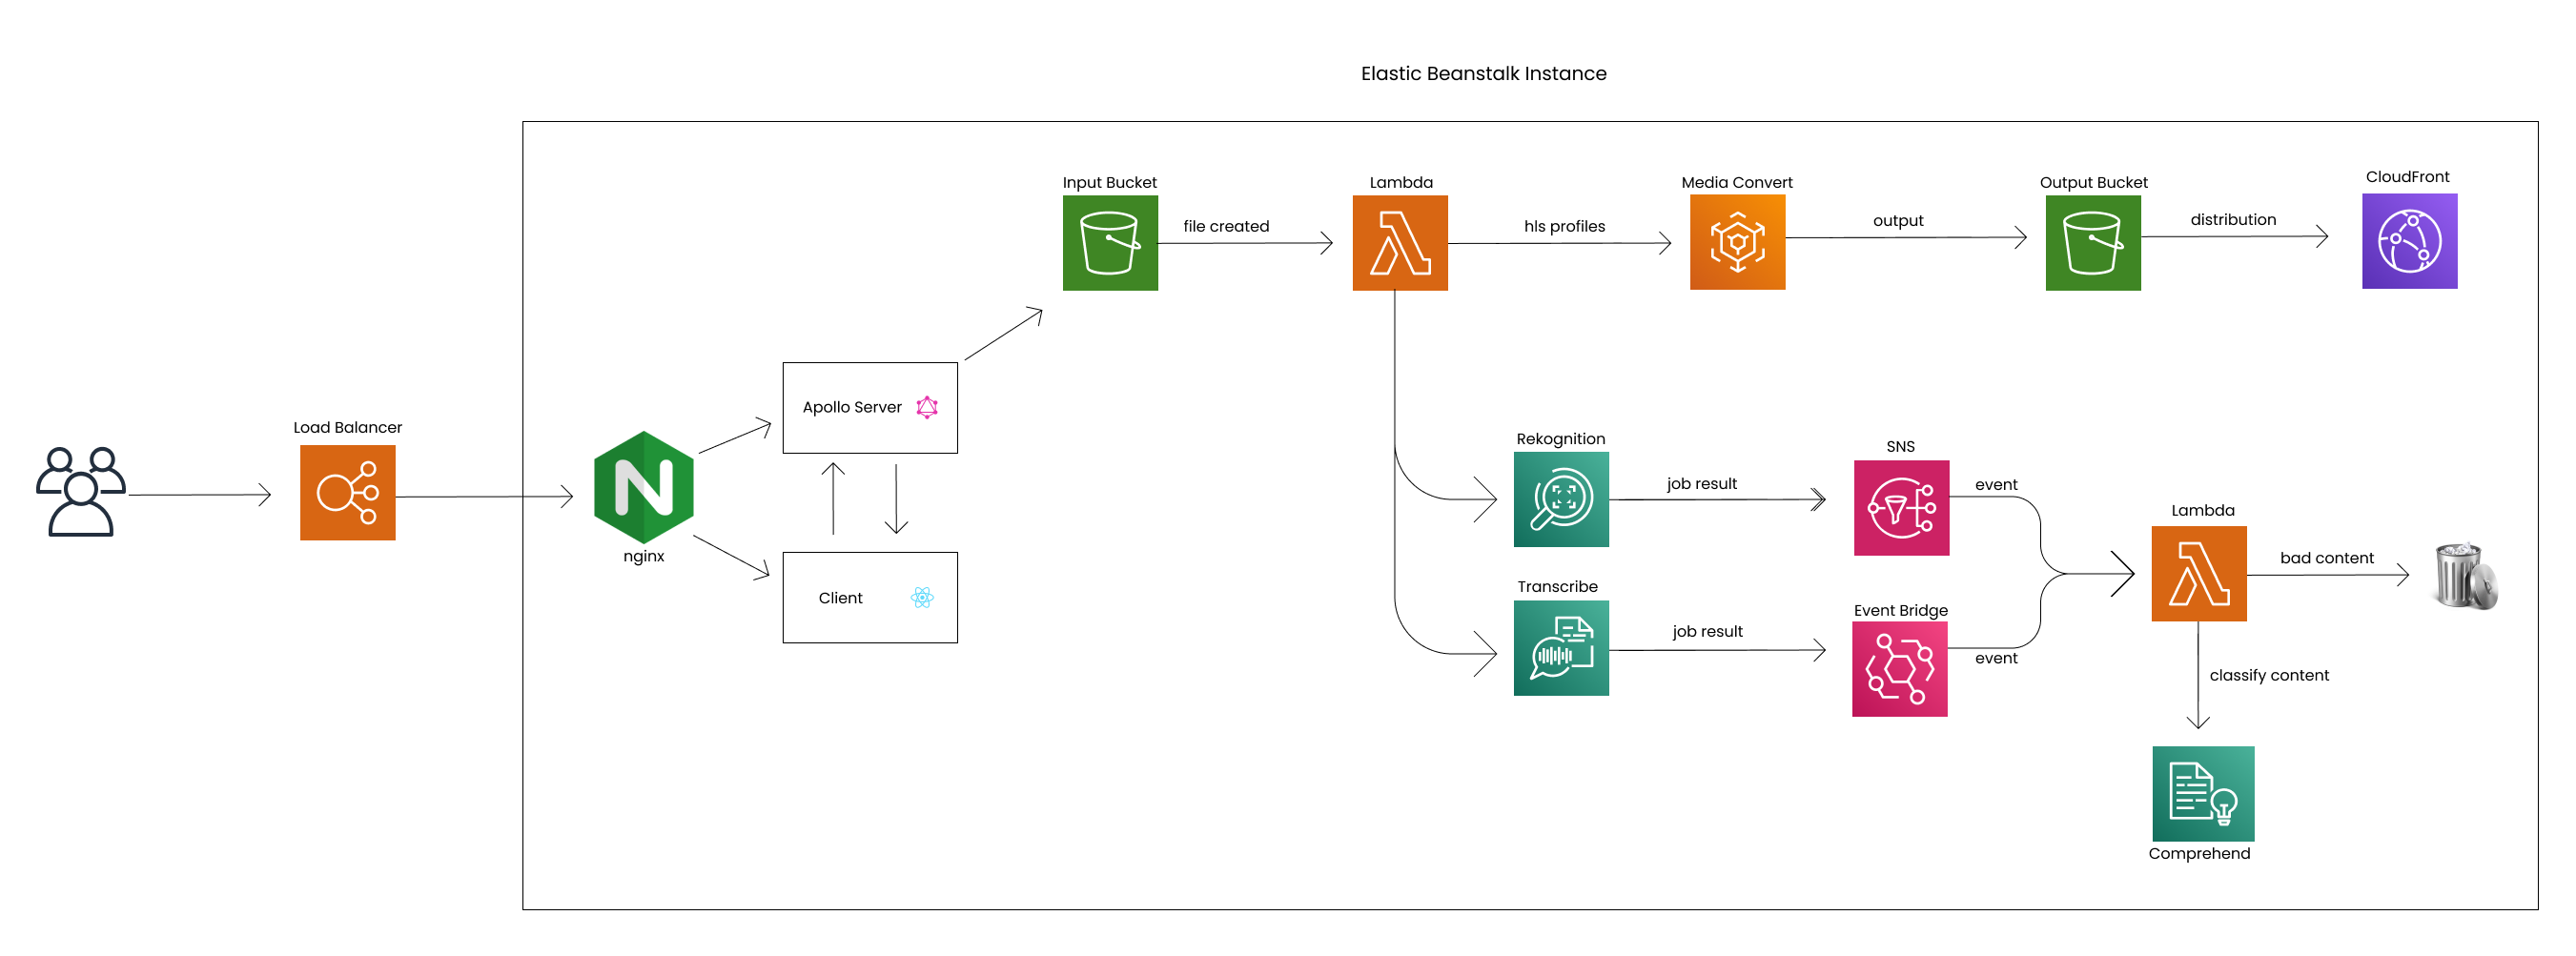 Elastic Beanstalk Instance
Input Bucket
Lambda
Media Convert
Output Bucket
CloudFront
file created
hls profiles
output
distribution
Load Balancer
Apollo Server
nginx
Client
Rekognition
job result
SNS
event
Transcribe
job result
Event Bridge
event
Lambda
bad content
classify content
Comprehend